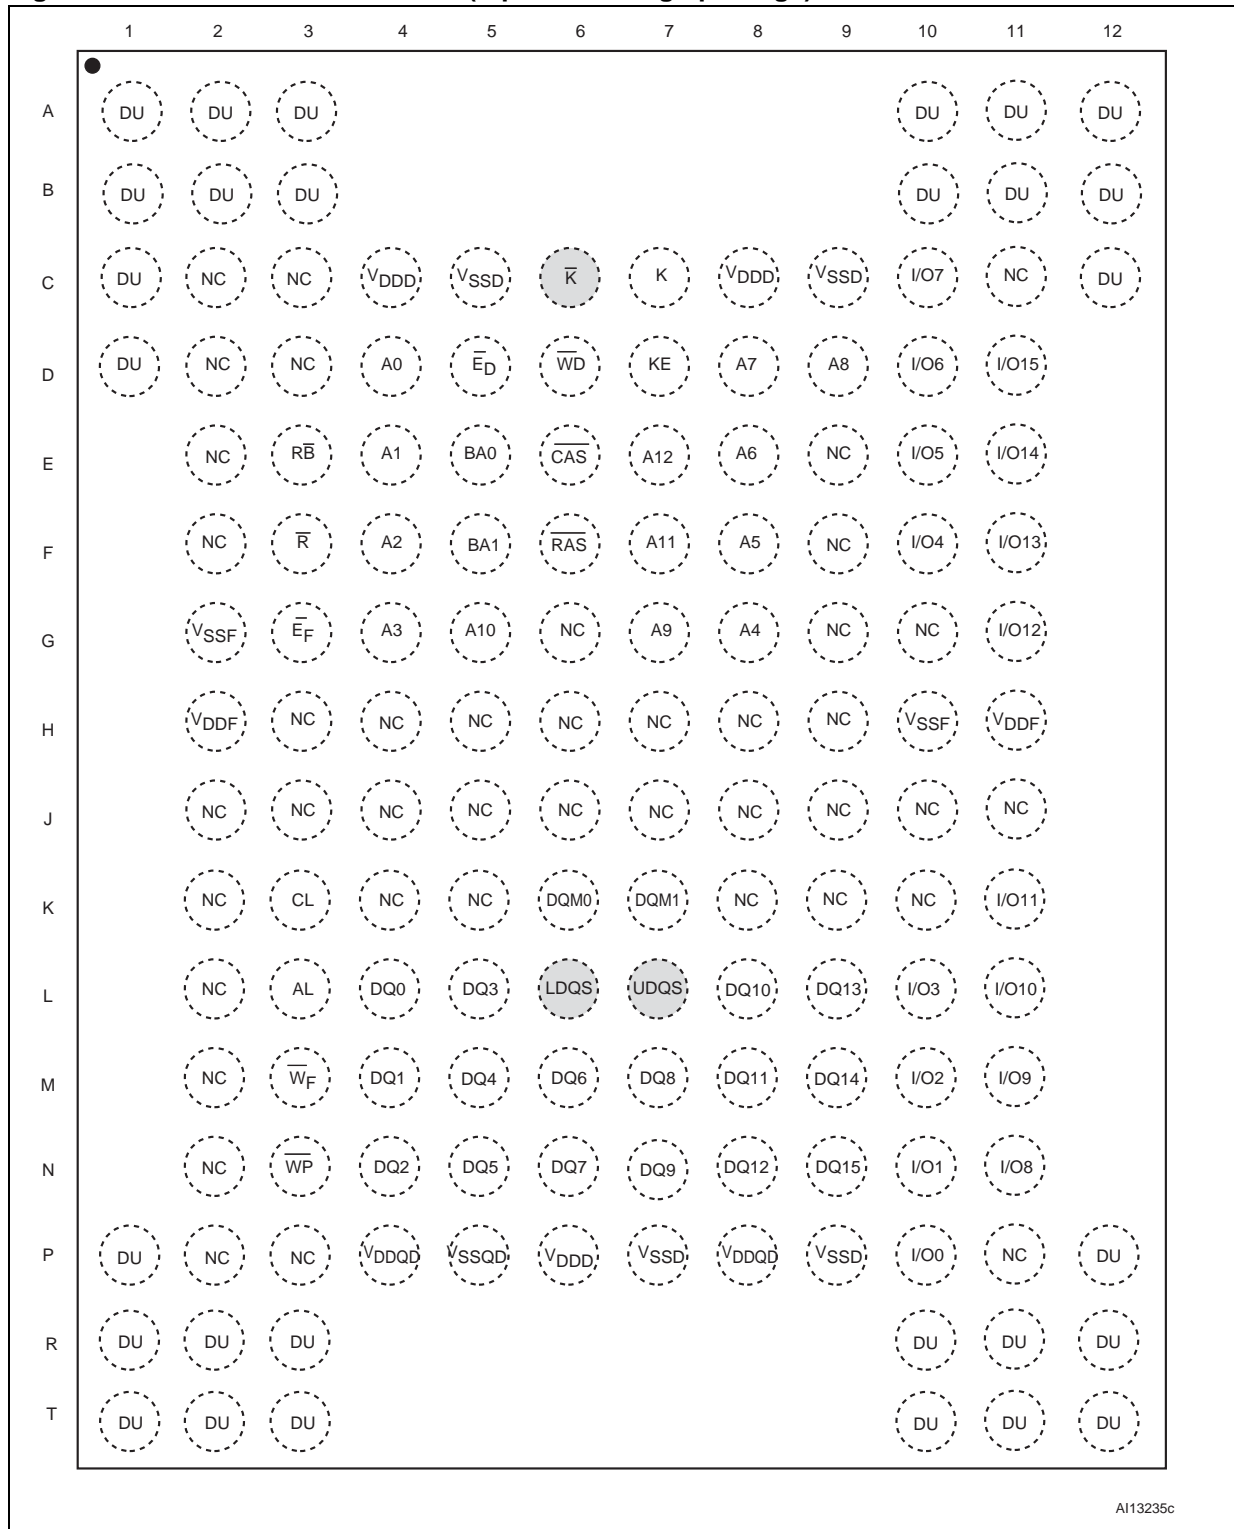 1 2 3 4 5 6 7 8 9 10 11 12
A DU DU DU DU DU DU
B DU DU DU DU DU DU
C DU NC NC VDDD VSSD K̅ K VDDD VSSD I/O7 NC DU
D DU NC NC A0 E̅D W̅D̅ KE A7 A8 I/O6 I/O15
E NC RB̅ A1 BA0 C̅A̅S̅ A12 A6 NC I/O5 I/O14
F NC R̅ A2 BA1 R̅A̅S̅ A11 A5 NC I/O4 I/O13
G VSSF E̅F A3 A10 NC A9 A4 NC NC I/O12
H VDDF NC NC NC NC NC NC NC VSSF VDDF
J NC NC NC NC NC NC NC NC NC NC
K NC CL NC NC DQM0 DQM1 NC NC NC I/O11
L NC AL DQ0 DQ3 LDQS UDQS DQ10 DQ13 I/O3 I/O10
M NC W̅F DQ1 DQ4 DQ6 DQ8 DQ11 DQ14 I/O2 I/O9
N NC W̅P̅ DQ2 DQ5 DQ7 DQ9 DQ12 DQ15 I/O1 I/O8
P DU NC NC VDDQD VSSQD VDDD VSSD VDDQD VSSD I/O0 NC DU
R DU DU DU DU DU DU
T DU DU DU DU DU DU
AI13235c